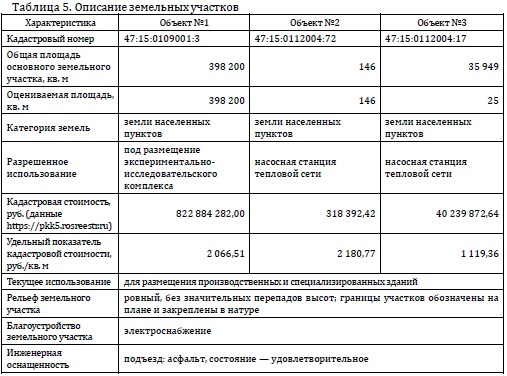 Таблица 5. Описание земельных участков
Характеристика Объект №1 Объект №2 Объект №3
Кадастровый номер 47:15:0109001:3 47:15:0112004:72 47:15:0112004:17
Общая площадь
основного земельного
участка, кв. м 398 200 146 35 949
Оцениваемая площадь,
кв. м 398 200 146 25
Категория земель земли населенных пунктов земли населенных пунктов земли населенных пунктов
Разрешенное
использование под размещение экспериментально-исследовательского комплекса насосная станция тепловой сети насосная станция тепловой сети
Кадастровая стоимость,
руб. (данные
https://pkk5.rosreestr.ru) 822 884 282,00 318 392,42 40 239 872,64
Удельный показатель
кадастровой стоимости,
руб./кв. м 2 066,51 2 180,77 1 119,36
Текущее использование для размещения производственных и специализированных зданий
Рельеф земельного
участка ровный, без значительных перепадов высот; границы участков обозначены на плане и закреплены в натуре
Благоустройство
земельного участка электроснабжение
Инженерная
оснащенность подъезд: асфальт, состояние — удовлетворительное